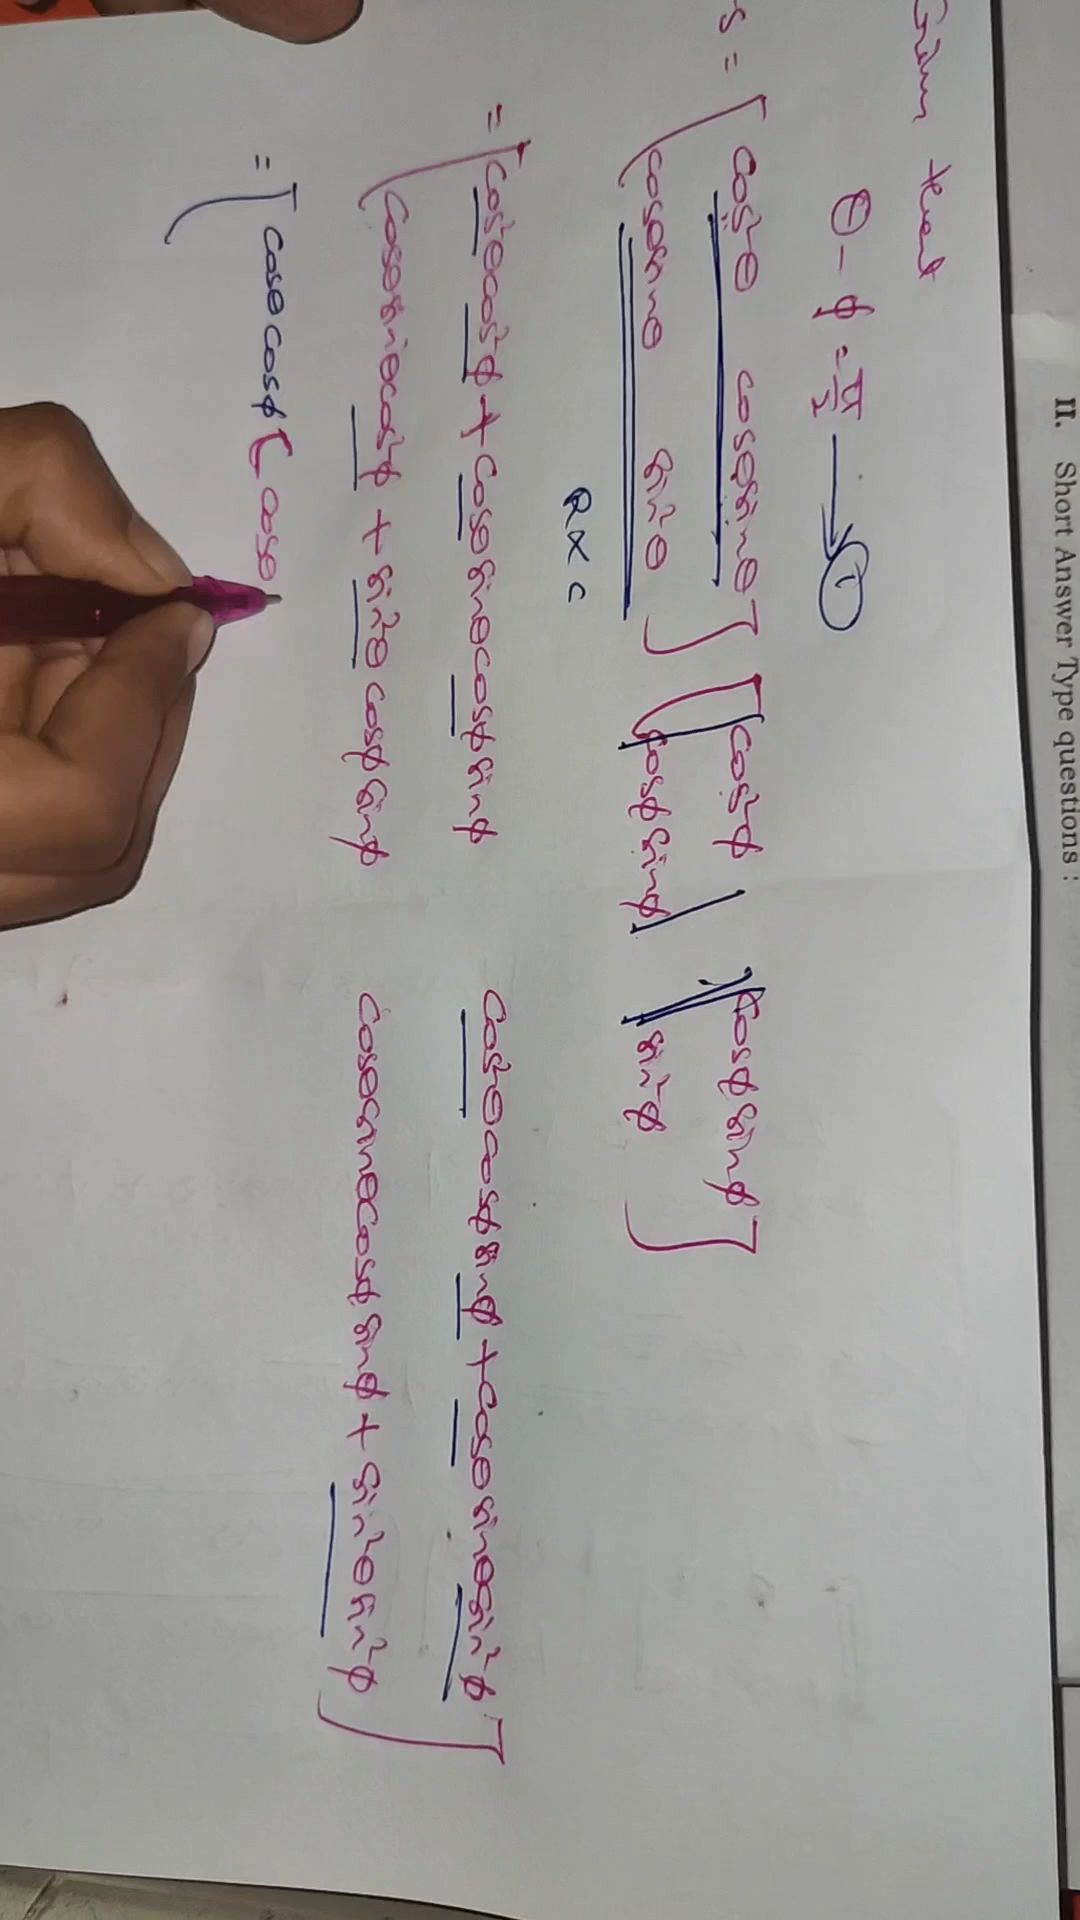 II. Short Answer Type questions :
Given that
θ - φ = π/2 → ①
S = [cos²θ cosθsinθ] [cos²φ cosφsinφ]
[cosθsinθ sin²θ] [cosφsinφ sin²φ]
R × C
= [cos²θcos²φ + cosθsinθcosφsinφ cos²θcosφsinφ + cosθsinθsin²φ]
[cosθsinθcos²φ + sin²θcosφsinφ cosθsinθcosφsinφ + sin²θsin²φ]
= [cosθcosφ[cosθ